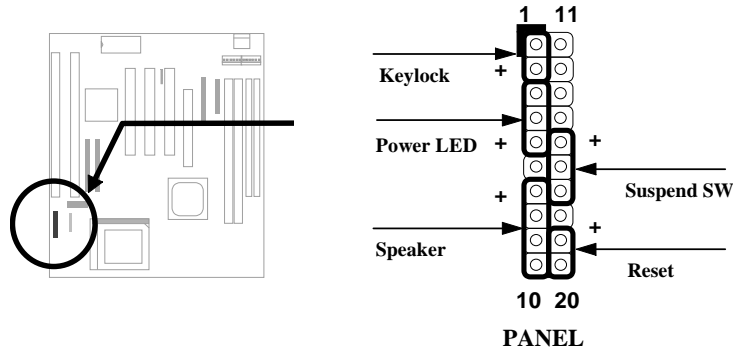 1 11
Keylock
+
Power LED
+
+
Suspend SW
+
Speaker
+
Reset
10 20
PANEL